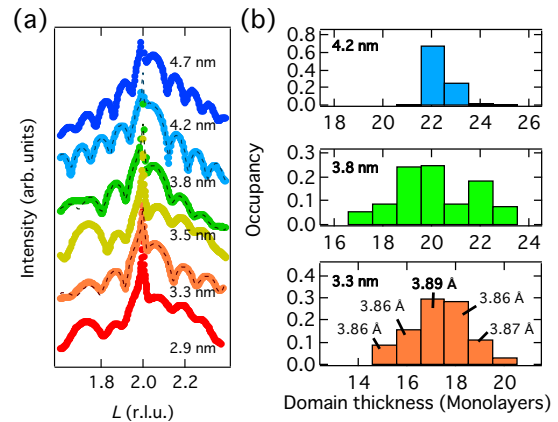 (a)
Intensity (arb. units)
4.7 nm
4.2 nm
3.8 nm
3.5 nm
3.3 nm
2.9 nm
1.8 2.0 2.2
L (r.l.u.)
(b)
Occupancy
4.2 nm
0.8
0.6
0.4
0.2
0.0
18 20 22 24 26
3.8 nm
0.3
0.2
0.1
0.0
16 18 20 22 24
3.3 nm
0.4
0.3
0.2
0.1
0.0
3.86 Å
3.86 Å
3.89 Å
3.86 Å
3.87 Å
14 16 18 20
Domain thickness (Monolayers)